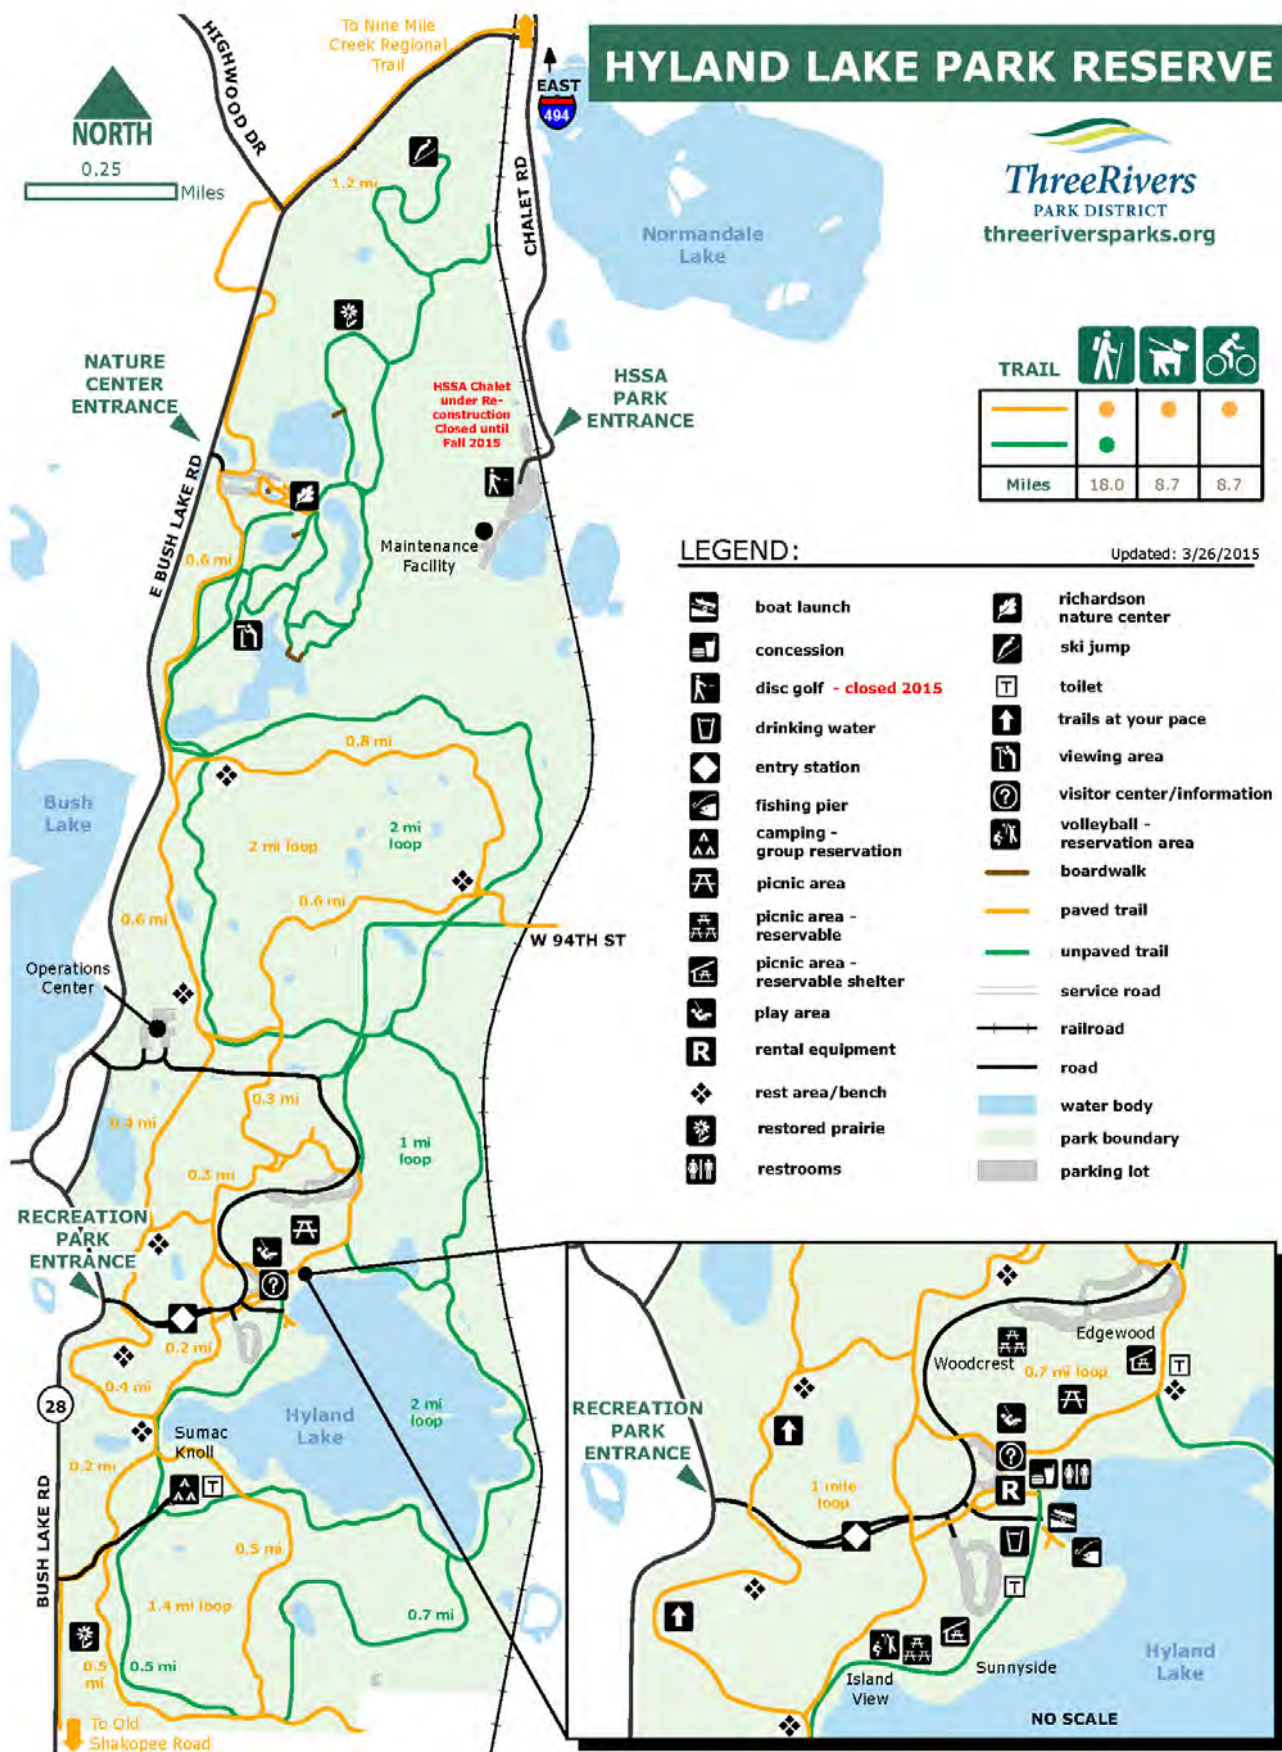 HYLAND LAKE PARK RESERVE
To Nine Mile
Creek Regional
Trail
HIGHWOOD DR
NORTH
0.25
Miles
EAST
494
CHALET RD
1.2 mi
Normandale
Lake
ThreeRivers
PARK DISTRICT
threeriversparks.org
NATURE
CENTER
ENTRANCE
HSSA Chalet
under Re-
construction
Closed until
Fall 2015
HSSA
PARK
ENTRANCE
TRAIL
Miles
18.0
8.7
8.7
E BUSH LAKE RD
0.6 mi
Maintenance
Facility
LEGEND:
Updated: 3/26/2015
boat launch
concession
disc golf - closed 2015
drinking water
entry station
fishing pier
camping -
group reservation
picnic area
picnic area -
reservable
picnic area -
reservable shelter
play area
R
rental equipment
rest area/bench
restored prairie
restrooms
richardson
nature center
ski jump
T
toilet
trails at your pace
viewing area
?
visitor center/information
volleyball -
reservation area
boardwalk
paved trail
unpaved trail
service road
railroad
road
water body
park boundary
parking lot
0.8 mi
Bush
Lake
2 mi
loop
2 mi loop
0.6 mi
0.6 mi
W 94TH ST
Operations
Center
0.3 mi
0.4 mi
1 mi
loop
0.3 mi
RECREATION
PARK
ENTRANCE
?
0.2 mi
0.4 mi
28
2 mi
loop
Hyland
Lake
Sumac
Knoll
0.2 mi
T
BUSH LAKE RD
0.5 mi
1.4 mi loop
0.7 mi
0.5 mi
0.5
mi
To Old
Shakopee Road
Edgewood
Woodcrest
0.7 mi loop
T
RECREATION
PARK
ENTRANCE
?
R
1 mile
loop
T
Sunnyside
Island
View
Hyland
Lake
NO SCALE